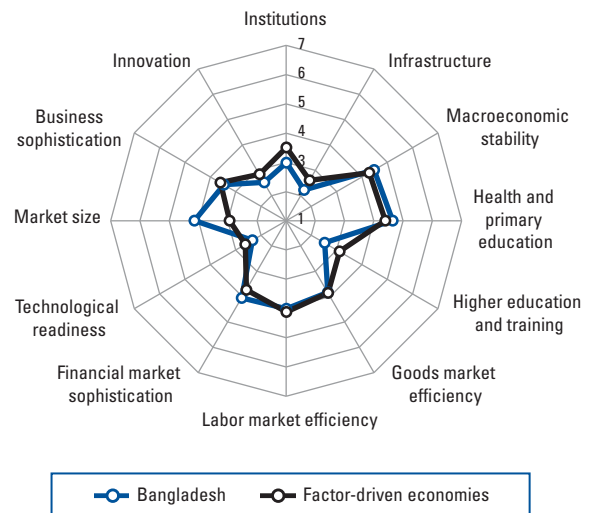 Institutions
7
6
5
4
3
1
Innovation
Infrastructure
Business
sophistication
Macroeconomic
stability
Market size
Health and
primary
education
Technological
readiness
Higher education
and training
Financial market
sophistication
Goods market
efficiency
Labor market efficiency
Bangladesh
Factor-driven economies